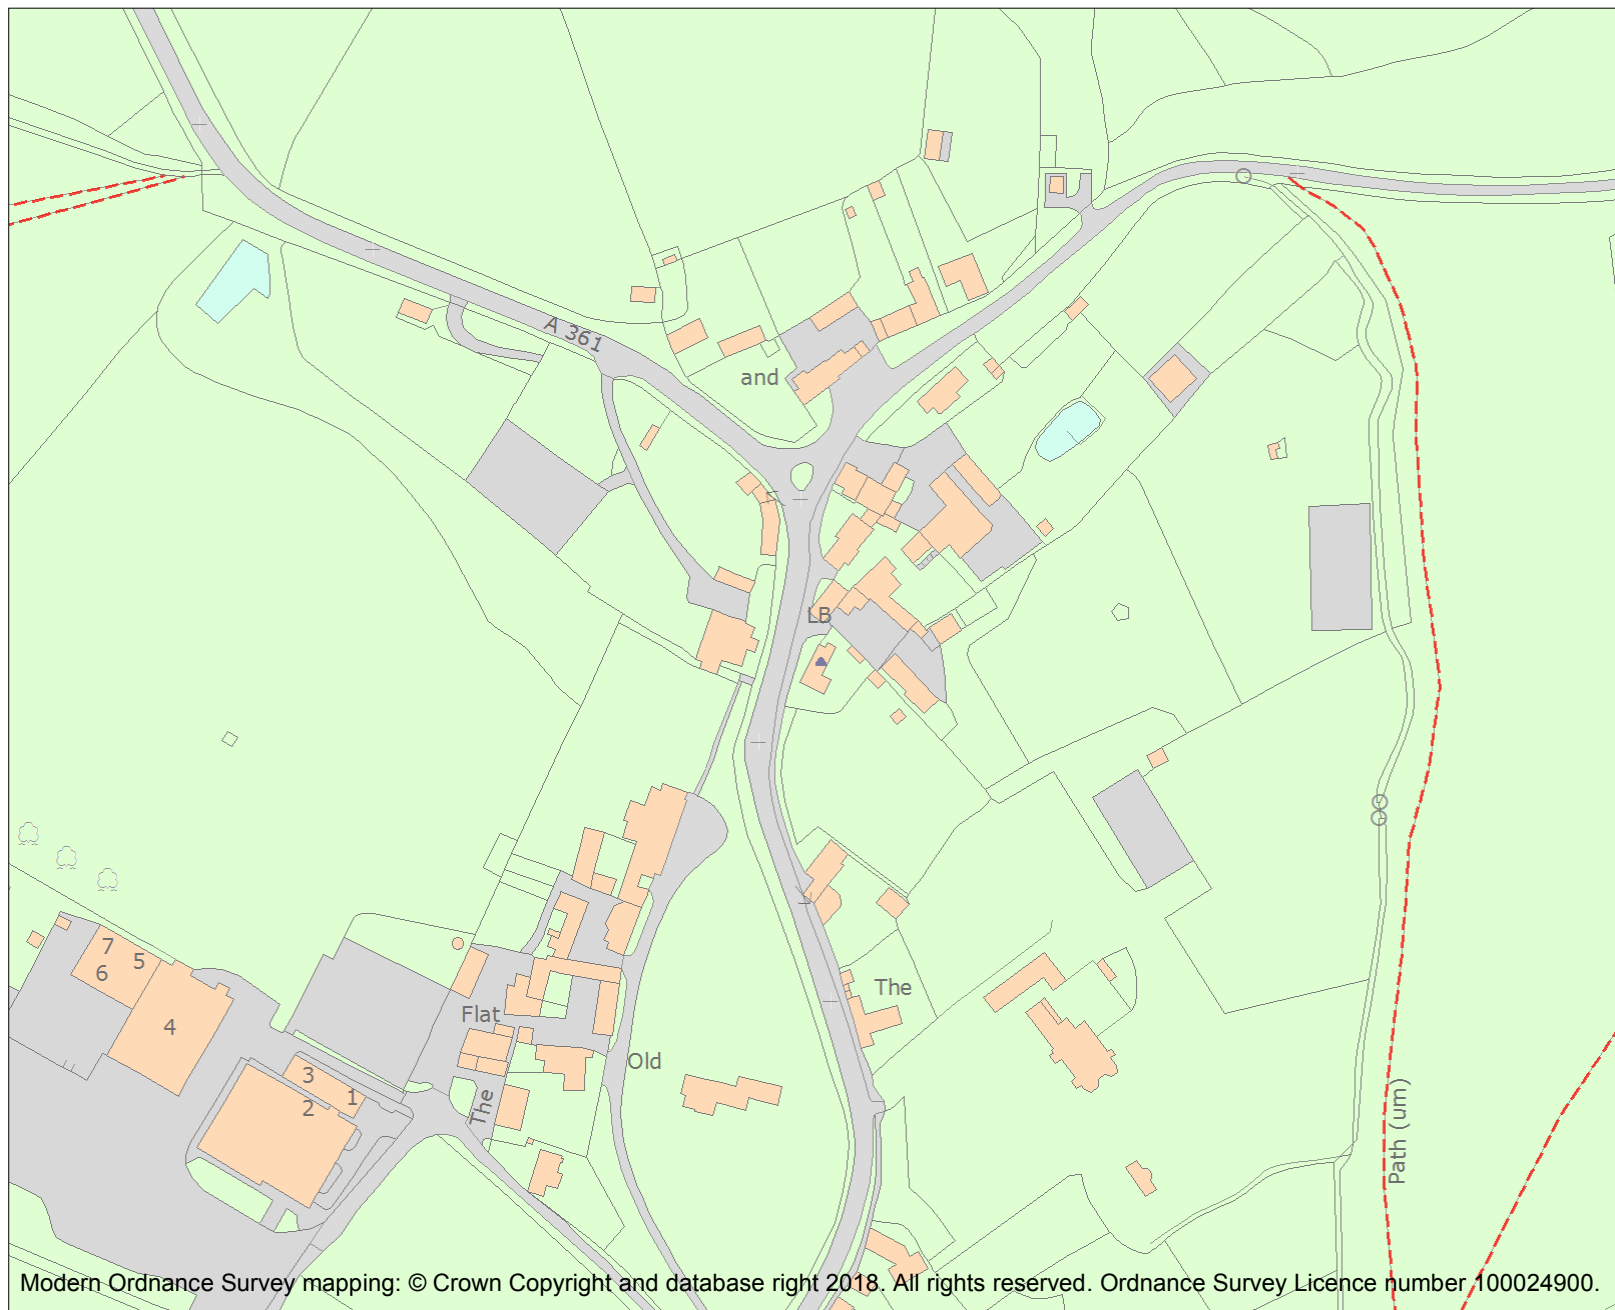 A 361
and
LB
7
5
6
4
The
Flat
Old
3
1
2
The
Path (um)
Modern Ordnance Survey mapping: © Crown Copyright and database right 2018. All rights reserved. Ordnance Survey Licence number 100024900.